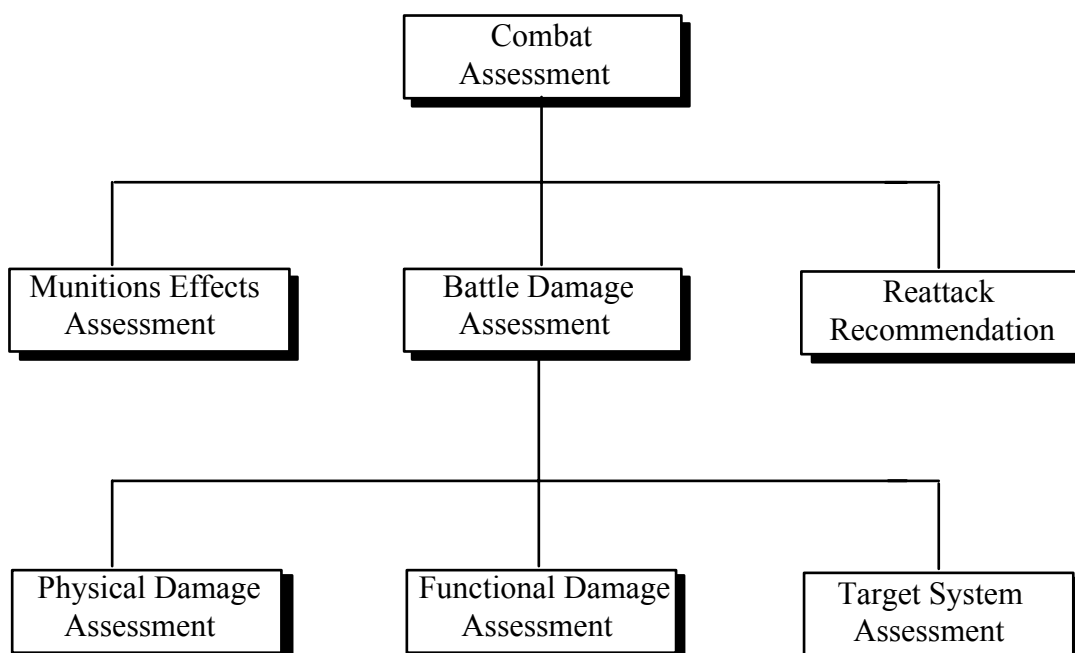 Combat
Assessment
Munitions Effects
Assessment
Battle Damage
Assessment
Reattack
Recommendation
Physical Damage
Assessment
Functional Damage
Assessment
Target System
Assessment